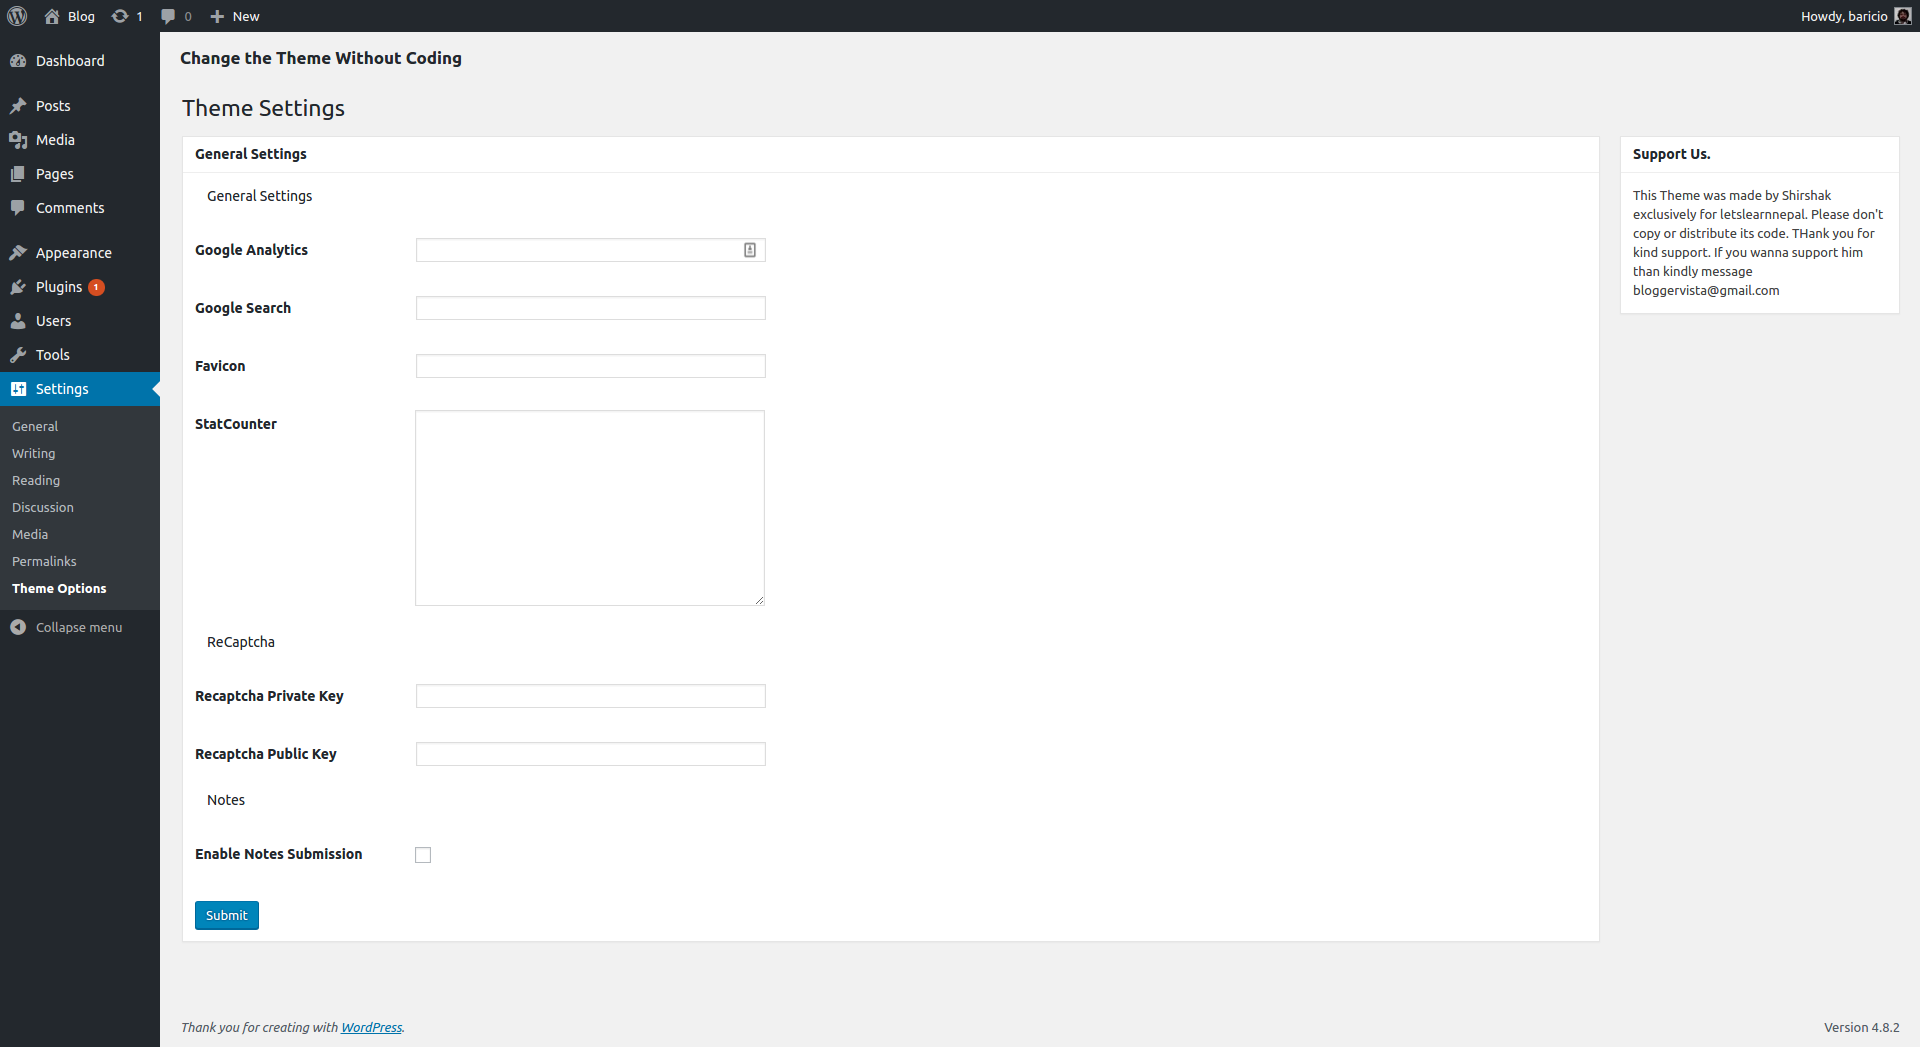 Blog
1
0
New
Howdy, baricio
Dashboard
Posts
Media
Pages
Comments
Appearance
Plugins 1
Users
Tools
Settings
General
Writing
Reading
Discussion
Media
Permalinks
Theme Options
Collapse menu
Change the Theme Without Coding
Theme Settings
General Settings
General Settings
Google Analytics
Google Search
Favicon
StatCounter
ReCaptcha
Recaptcha Private Key
Recaptcha Public Key
Notes
Enable Notes Submission
Submit
Support Us.
This Theme was made by Shirshak
exclusively for letslearnnepal. Please don't
copy or distribute its code. THank you for
kind support. If you wanna support him
than kindly message
bloggervista@gmail.com
Thank you for creating with WordPress.
Version 4.8.2